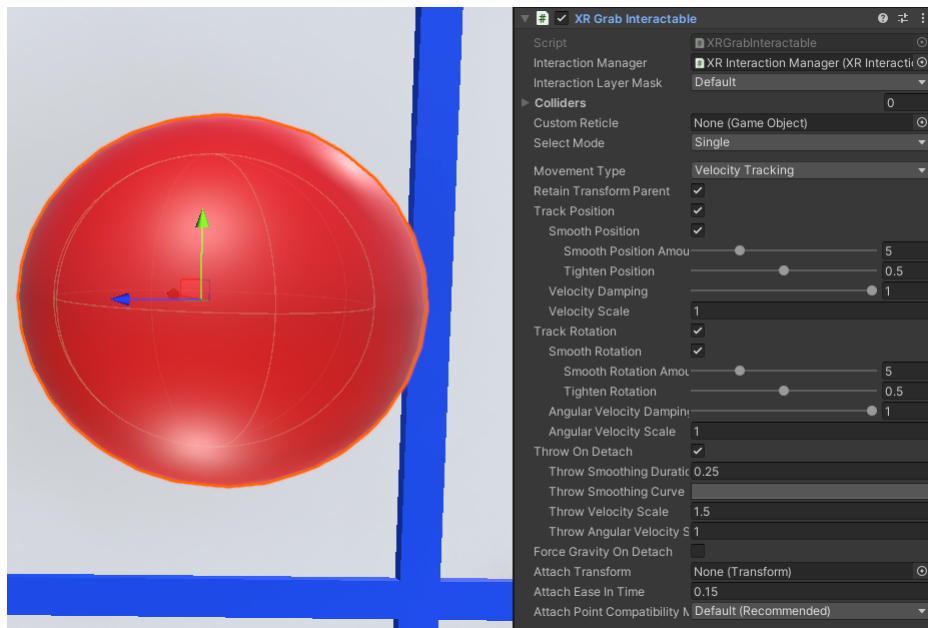 XR Grab Interactable
Script XRGrabInteractable
Interaction Manager XR Interaction Manager (XR Interacti
Interaction Layer Mask Default
Colliders 0
Custom Reticle None (Game Object)
Select Mode Single
Movement Type Velocity Tracking
Retain Transform Parent
Track Position
Smooth Position
Smooth Position Amou 5
Tighten Position 0.5
Velocity Damping 1
Velocity Scale 1
Track Rotation
Smooth Rotation
Smooth Rotation Amou 5
Tighten Rotation 0.5
Angular Velocity Damping 1
Angular Velocity Scale 1
Throw On Detach
Throw Smoothing Duratic 0.25
Throw Smoothing Curve
Throw Velocity Scale 1.5
Throw Angular Velocity S 1
Force Gravity On Detach
Attach Transform None (Transform)
Attach Ease In Time 0.15
Attach Point Compatibility M Default (Recommended)